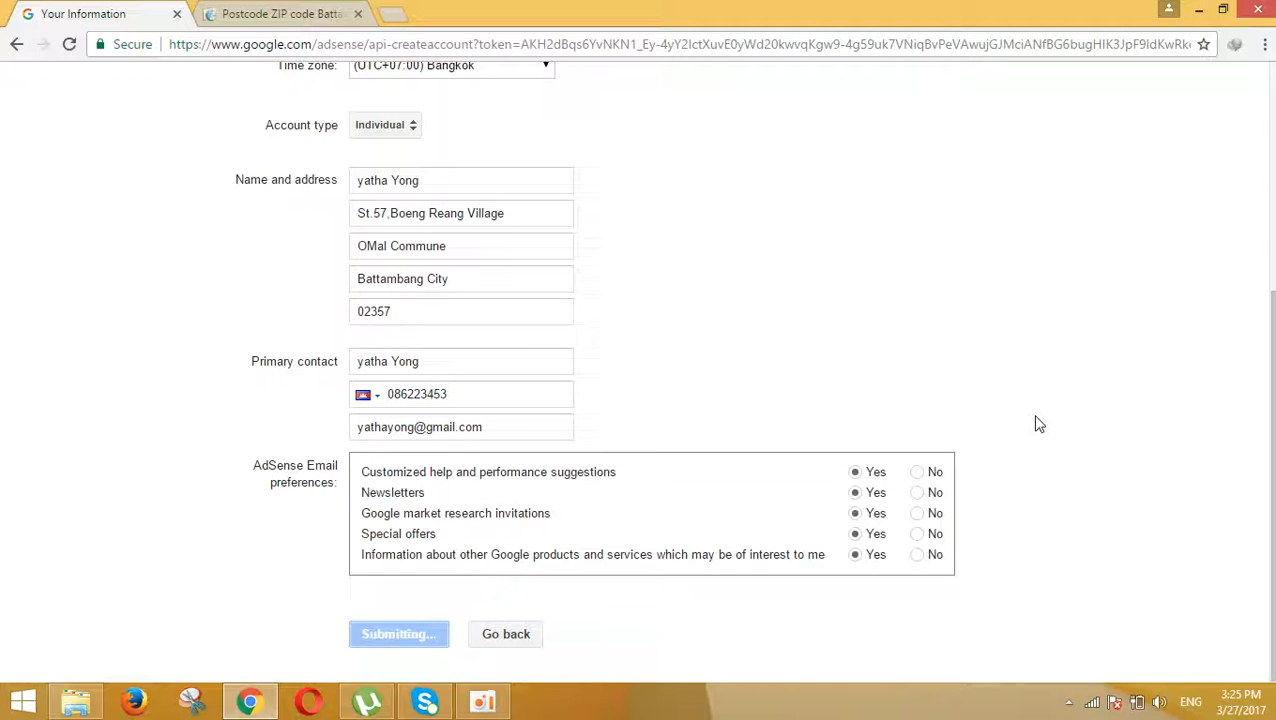 Your Information
Postcode ZIP code Batta
Secure
https://www.google.com/adsense/api-createaccount?token=
Time zone:
(UTC+07:00) Bangkok
Account type
Individual
Name and address
yatha Yong
St.57,Boeng Reang Village
OMal Commune
Battambang City
02357
Primary contact
yatha Yong
086223453
yathayong@gmail.com
AdSense Email
preferences:
Customized help and performance suggestions Yes No
Newsletters Yes No
Google market research invitations Yes No
Special offers Yes No
Information about other Google products and services which may be of interest to me Yes No
Submitting...
Go back
ENG
3:25 PM
3/27/2017